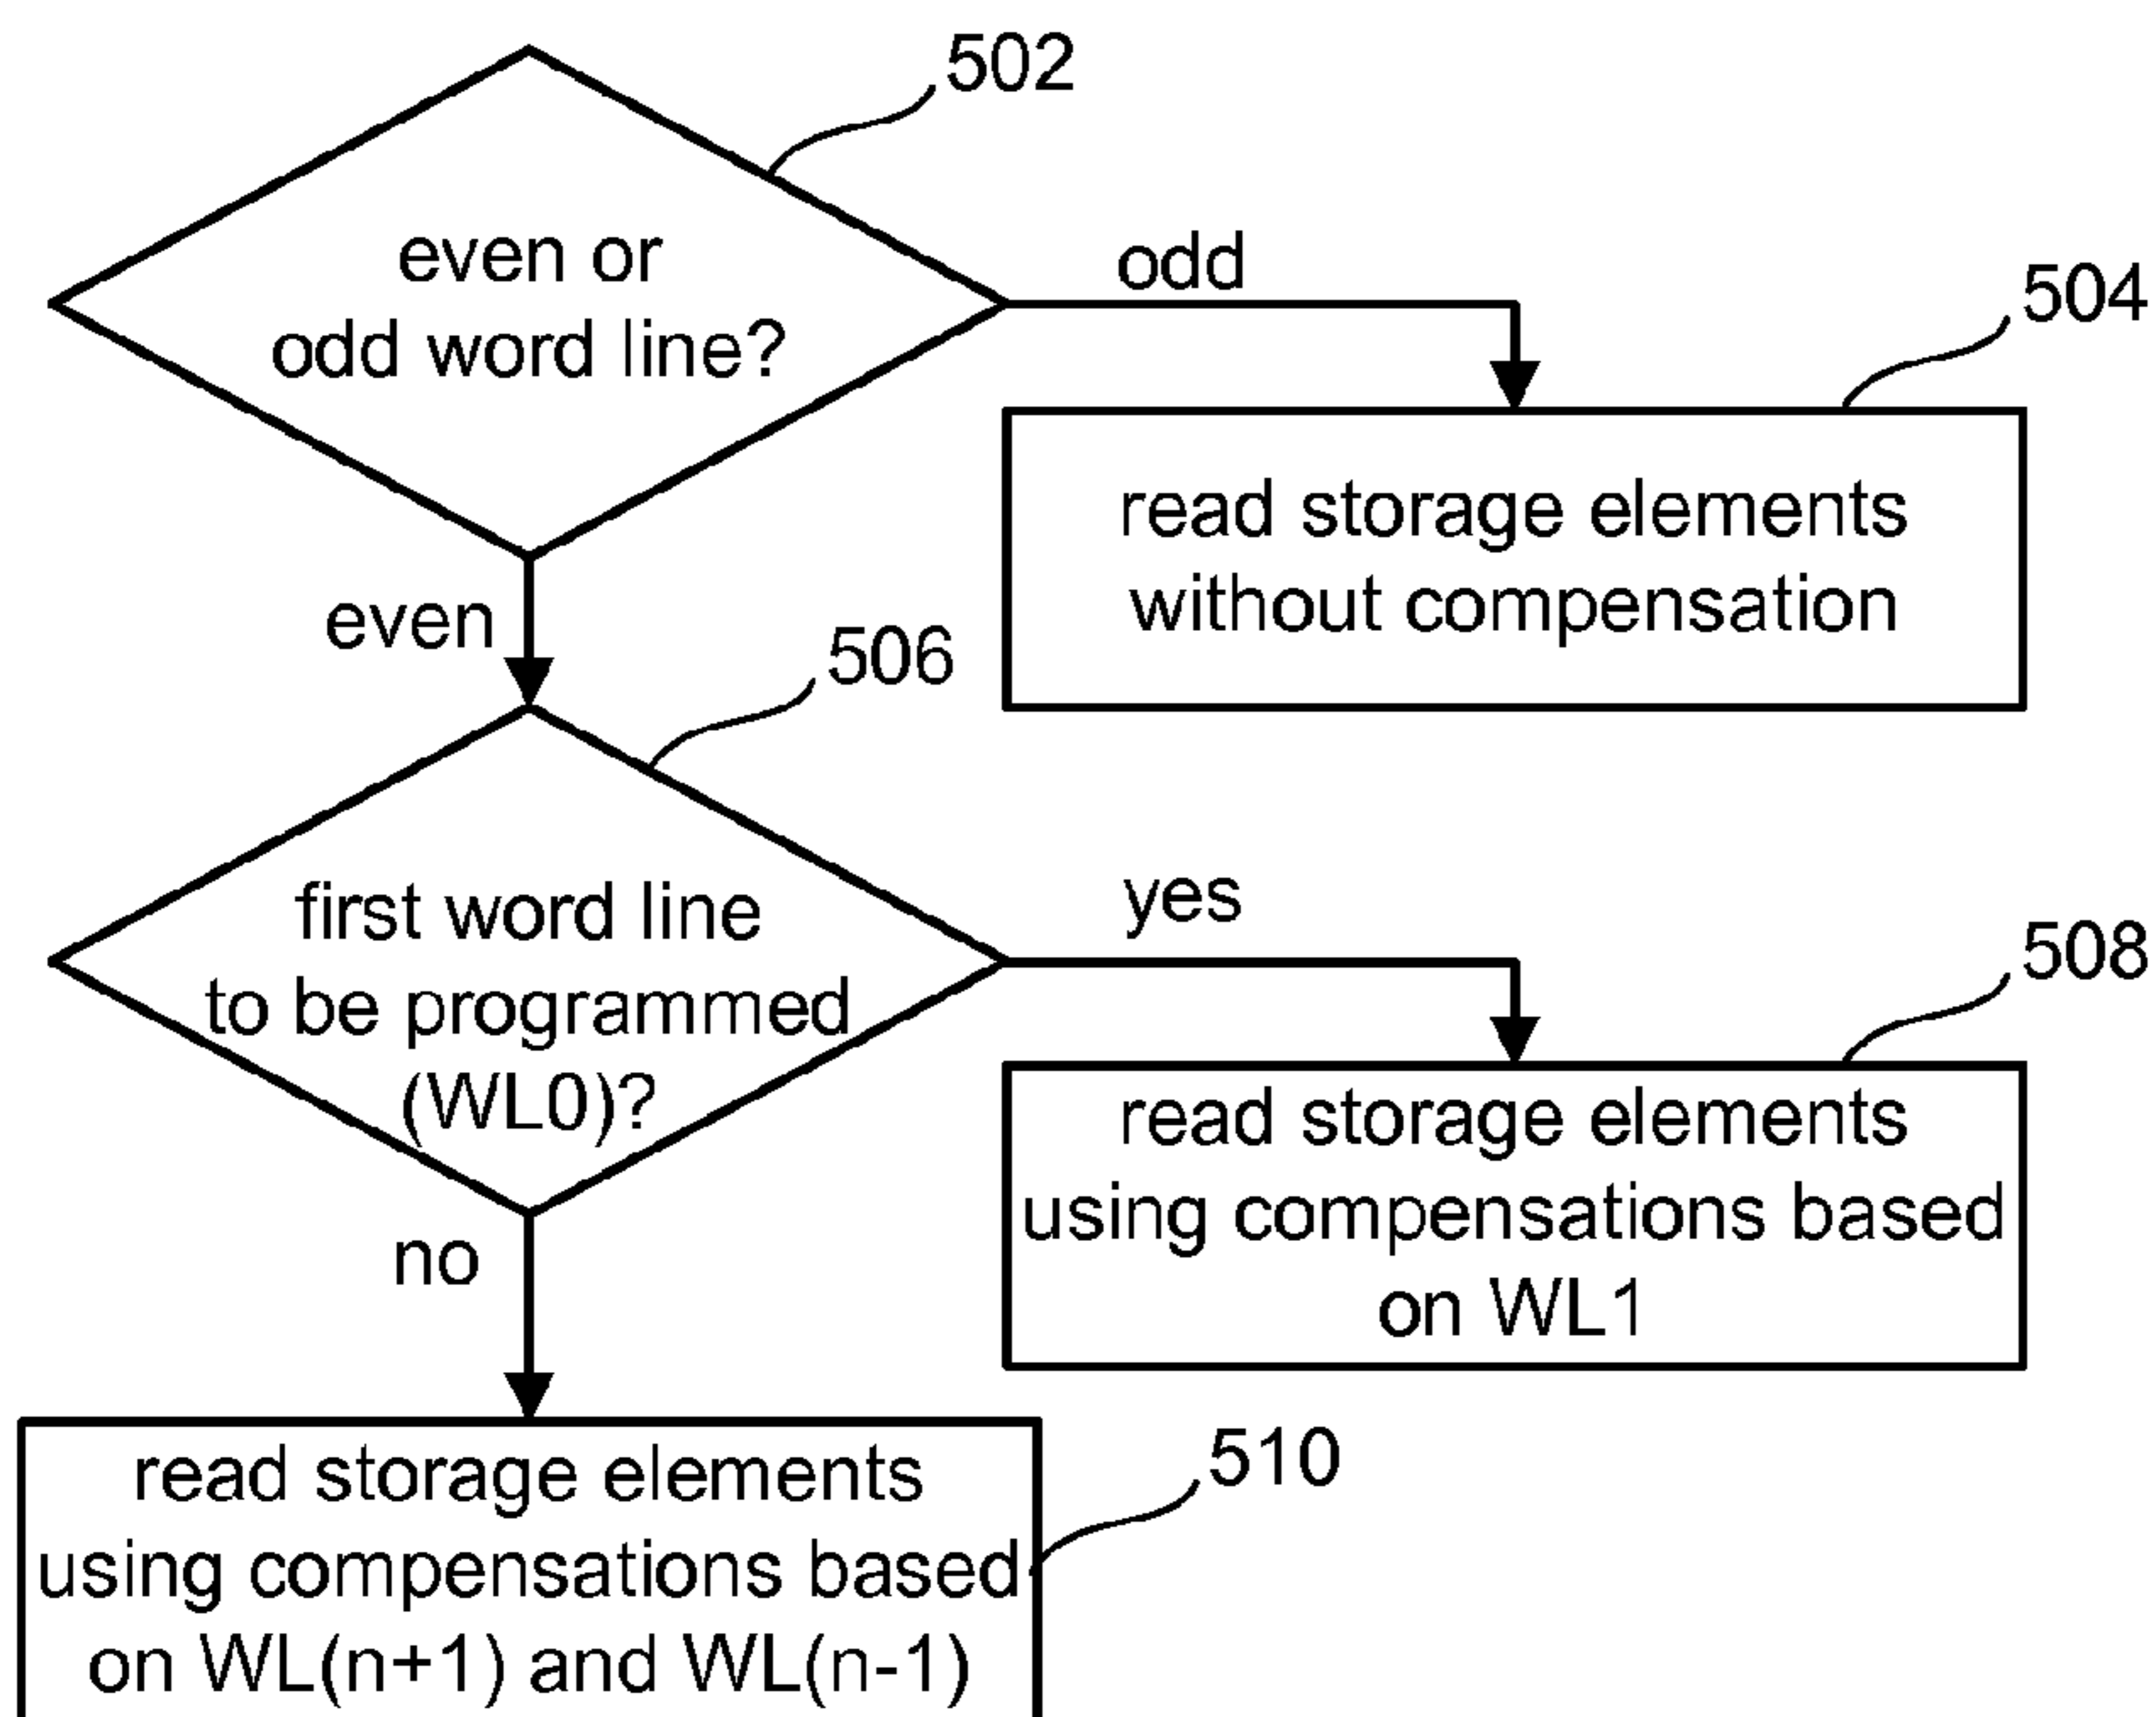 502
even or
odd word line?
odd
504
read storage elements
without compensation
even
506
first word line
to be programmed
(WL0)?
yes
508
read storage elements
using compensations based
on WL1
no
510
read storage elements
using compensations based
on WL(n+1) and WL(n-1)